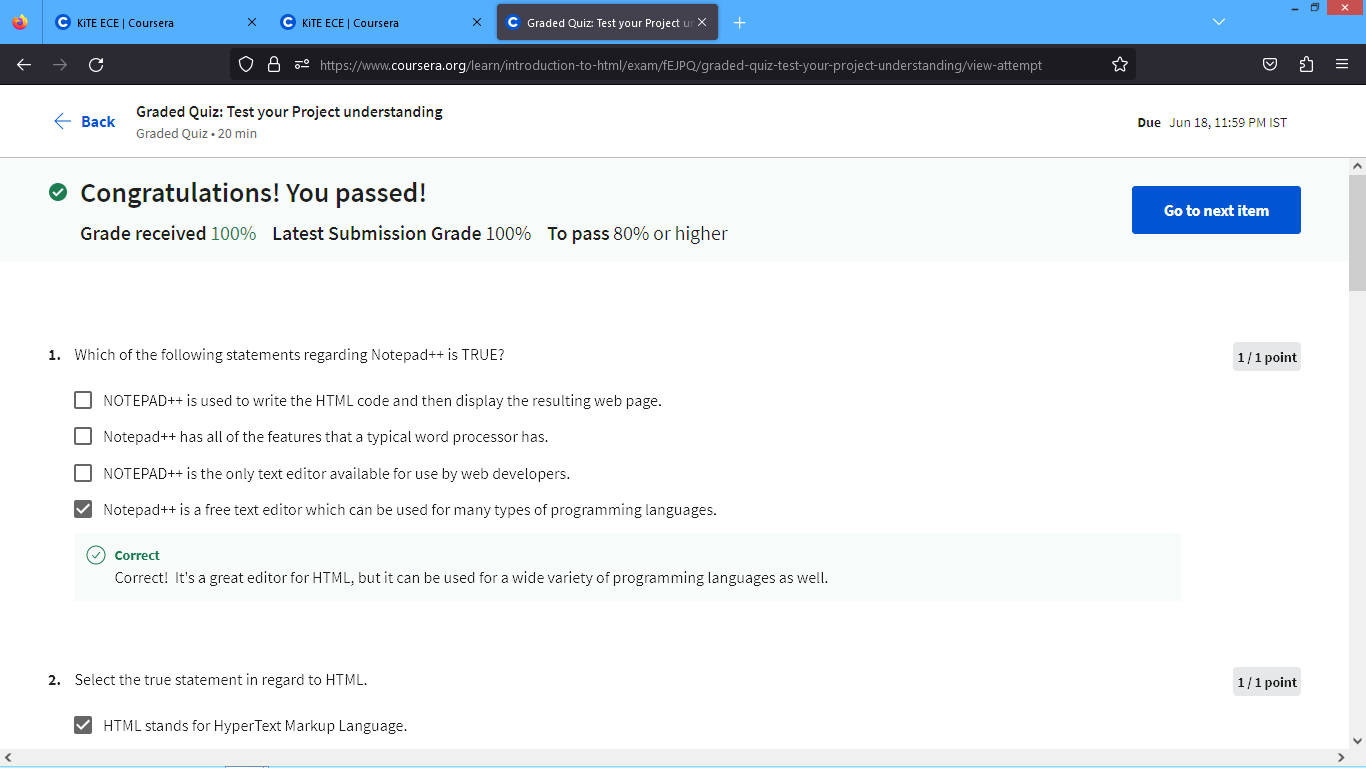 KiTE ECE | Coursera
KiTE ECE | Coursera
Graded Quiz: Test your Project
https://www.coursera.org/learn/introduction-to-html/exam/fEJPQ/graded-quiz-test-your-project-understanding/view-attempt
Back
Graded Quiz: Test your Project understanding
Graded Quiz • 20 min
Due Jun 18, 11:59 PM IST
Congratulations! You passed!
Grade received 100% Latest Submission Grade 100% To pass 80% or higher
Go to next item
1. Which of the following statements regarding Notepad++ is TRUE?
1 / 1 point
NOTEPAD++ is used to write the HTML code and then display the resulting web page.
Notepad++ has all of the features that a typical word processor has.
NOTEPAD++ is the only text editor available for use by web developers.
Notepad++ is a free text editor which can be used for many types of programming languages.
Correct
Correct! It's a great editor for HTML, but it can be used for a wide variety of programming languages as well.
2. Select the true statement in regard to HTML.
1 / 1 point
HTML stands for HyperText Markup Language.